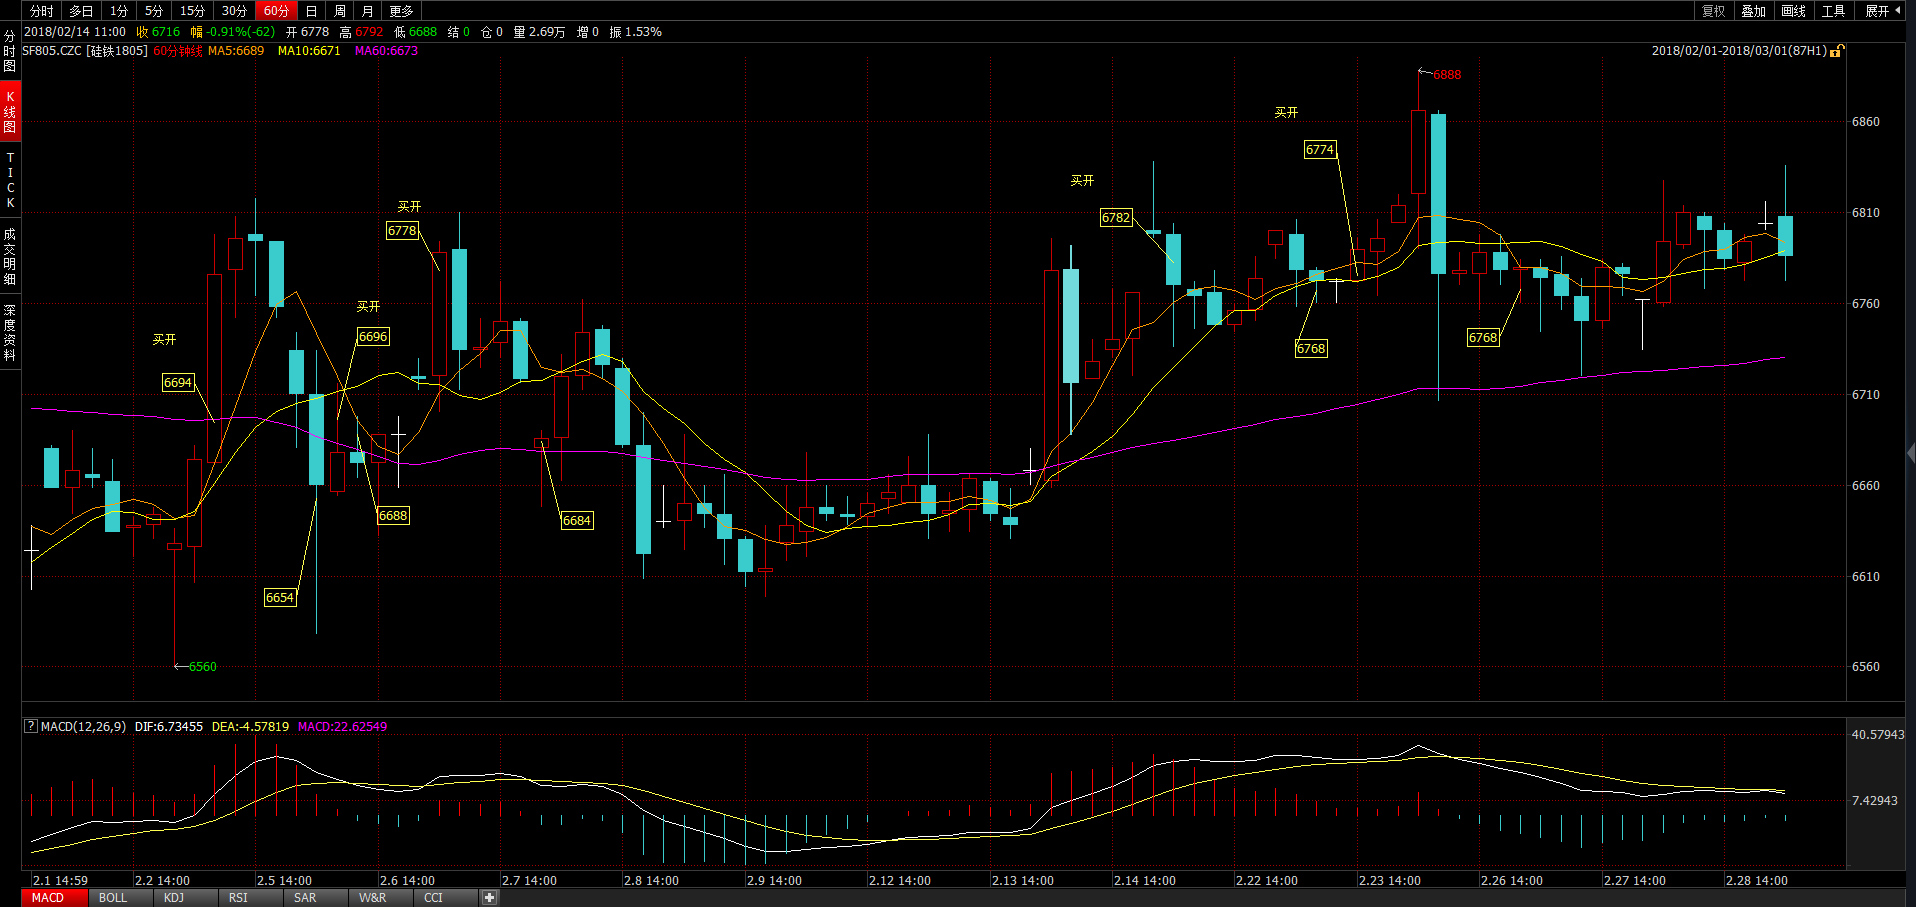 分时 多日 1分 5分 15分 30分 60分 日 周 月 更多 复权 叠加 画线 工具 展开
2018/02/14 11:00 收 6716 幅 -0.91%(-62) 开 6778 高 6792 低 6688 结 0 仓 0 量 2.69万 增 0 振 1.53%
SF805.CZC [硅铁1805] 60分钟线 MA5:6689 MA10:6671 MA60:6673 2018/02/01-2018/03/01(87H1)
分时图
K线图
TICK
成交明细
深度资料
6888
买开
6860
6774
买开
买开
6778
6782
6810
买开
6760
买开
6696
6768
6768
6694
6710
6688
6684
6660
6654
6610
6560
6560
? MACD(12,26,9) DIF:6.73455 DEA:-4.57819 MACD:22.62549
40.57943
7.42943
2.1 14:59 2.2 14:00 2.5 14:00 2.6 14:00 2.7 14:00 2.8 14:00 2.9 14:00 2.12 14:00 2.13 14:00 2.14 14:00 2.22 14:00 2.23 14:00 2.26 14:00 2.27 14:00 2.28 14:00
MACD BOLL KDJ RSI SAR W&R CCI